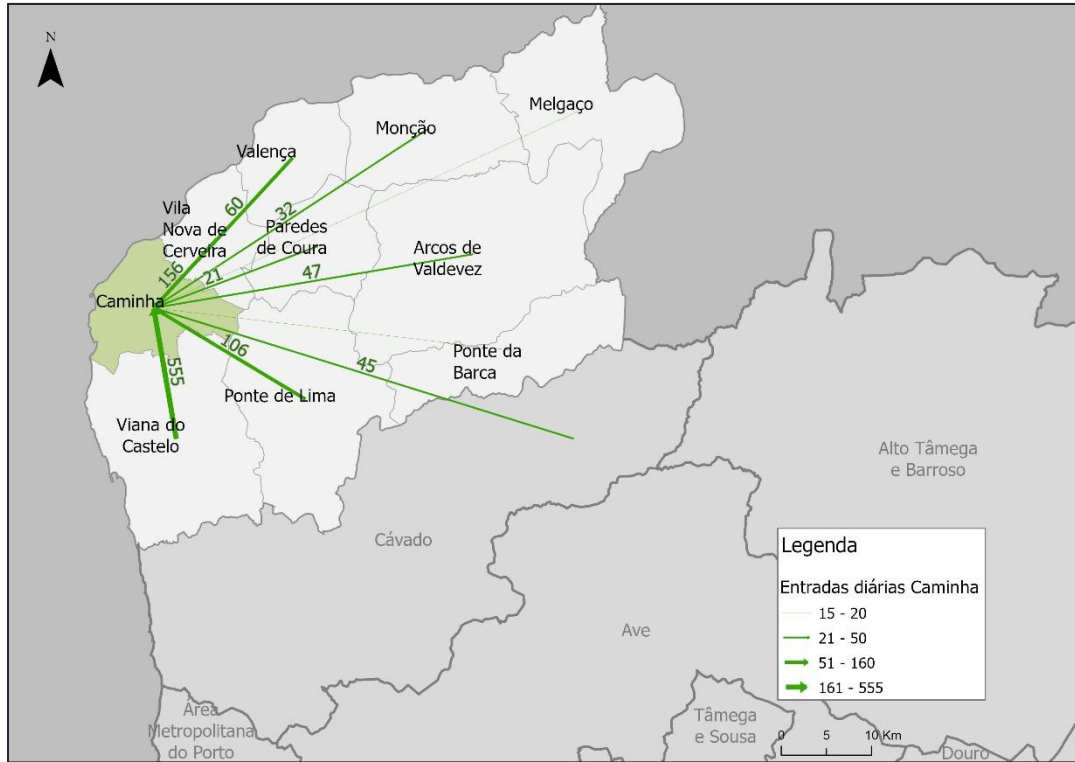 N
Melgaço
Monção
Valença
Vila
Nova de
Cerveira
60
32
Paredes
de Coura
Arcos de
Valdevez
156
21
47
Caminha
555
106
45
Ponte da
Barca
Ponte de Lima
Viana do
Castelo
Alto Tâmega
e Barroso
Cávado
Ave
Área
Metropolitana
do Porto
Tâmega
e Sousa
Douro
Legenda
Entradas diárias Caminha
15 - 20
21 - 50
51 - 160
161 - 555
0 5 10 Km